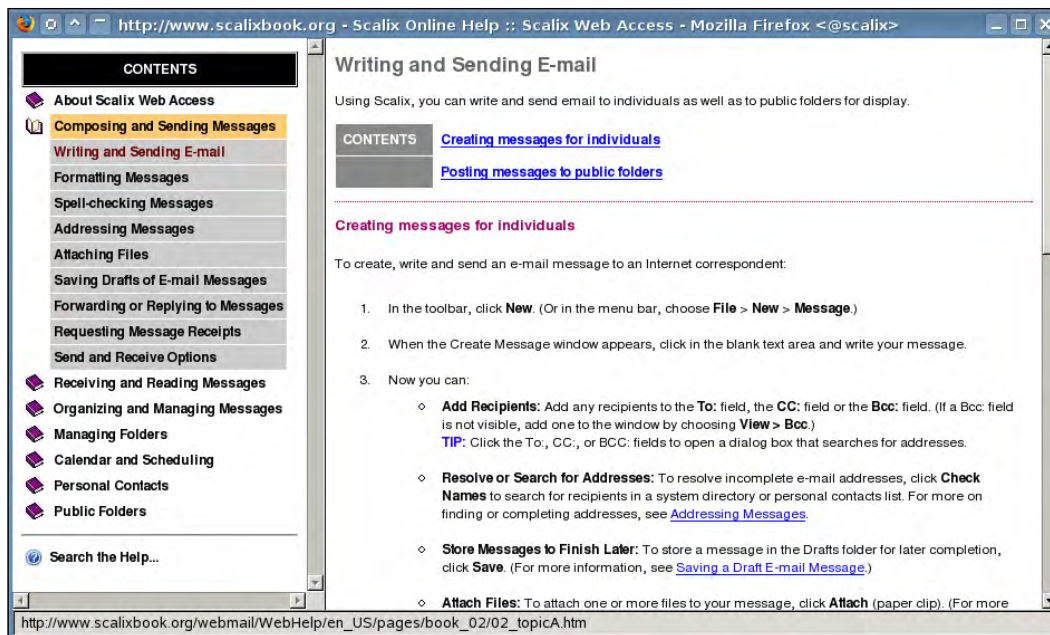 http://www.scalixbook.org - Scalix Online Help :: Scalix Web Access - Mozilla Firefox <@scalix>
CONTENTS
About Scalix Web Access
Composing and Sending Messages
Writing and Sending E-mail
Formatting Messages
Spell-checking Messages
Addressing Messages
Attaching Files
Saving Drafts of E-mail Messages
Forwarding or Replying to Messages
Requesting Message Receipts
Send and Receive Options
Receiving and Reading Messages
Organizing and Managing Messages
Managing Folders
Calendar and Scheduling
Personal Contacts
Public Folders
Search the Help...
Writing and Sending E-mail
Using Scalix, you can write and send email to individuals as well as to public folders for display.
CONTENTS
Creating messages for individuals
Posting messages to public folders
Creating messages for individuals
To create, write and send an e-mail message to an Internet correspondent:
1. In the toolbar, click New. (Or in the menu bar, choose File > New > Message.)
2. When the Create Message window appears, click in the blank text area and write your message.
3. Now you can:
Add Recipients: Add any recipients to the To: field, the CC: field or the Bcc: field. (If a Bcc: field
is not visible, add one to the window by choosing View > Bcc.)
TIP: Click the To:, CC:, or BCC: fields to open a dialog box that searches for addresses.
Resolve or Search for Addresses: To resolve incomplete e-mail addresses, click Check
Names to search for recipients in a system directory or personal contacts list. For more on
finding or completing addresses, see Addressing Messages.
Store Messages to Finish Later: To store a message in the Drafts folder for later completion,
click Save. (For more information, see Saving a Draft E-mail Message.)
Attach Files: To attach one or more files to your message, click Attach (paper clip). (For more
http://www.scalixbook.org/webmail/WebHelp/en_US/pages/book_02/02_topicA.htm